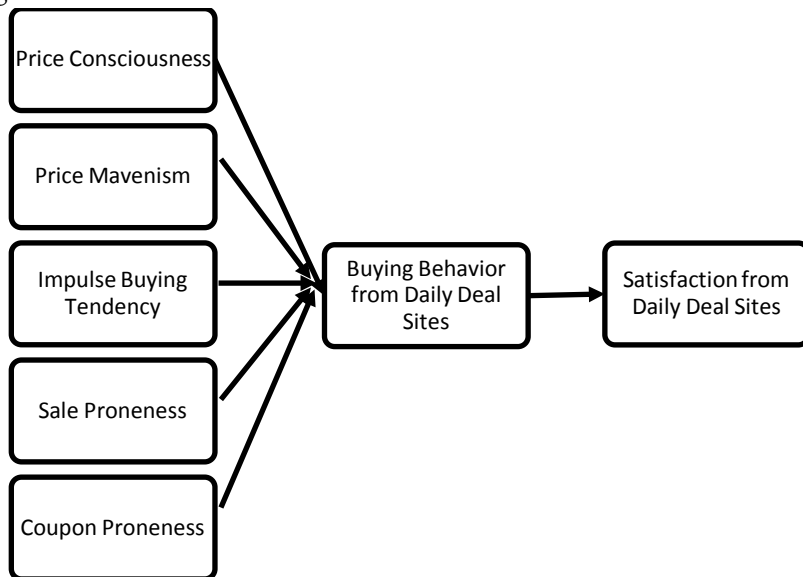 Price Consciousness
Price Mavenism
Impulse Buying
Tendency
Sale Proneness
Coupon Proneness
Buying Behavior
from Daily Deal
Sites
Satisfaction from
Daily Deal Sites